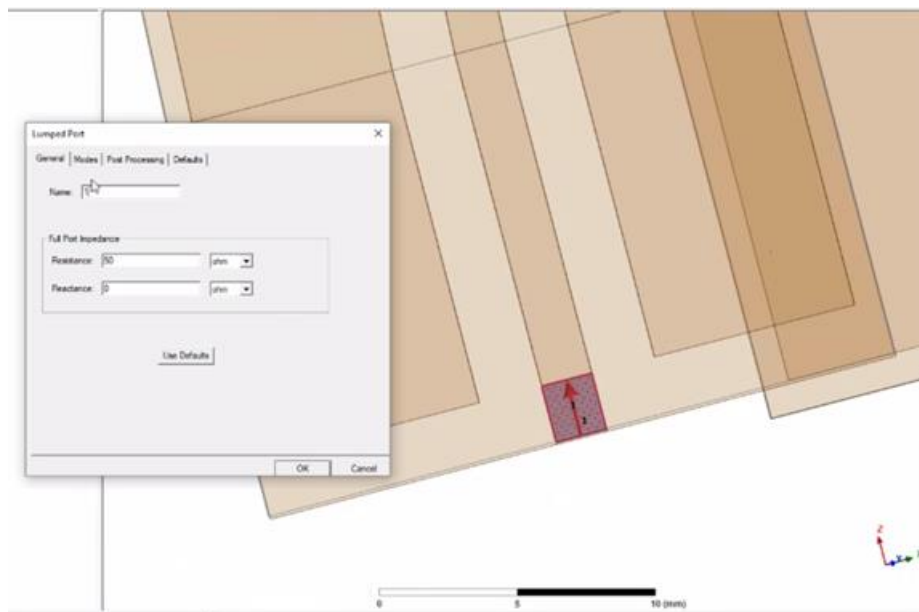 Lumped Port
General Modes Post Processing Defaults
Name: 1
Full Port Impedance
Resistance: 50 ohm
Reactance: 0 ohm
Use Defaults
OK Cancel
1
Z
0 5 10 (mm)